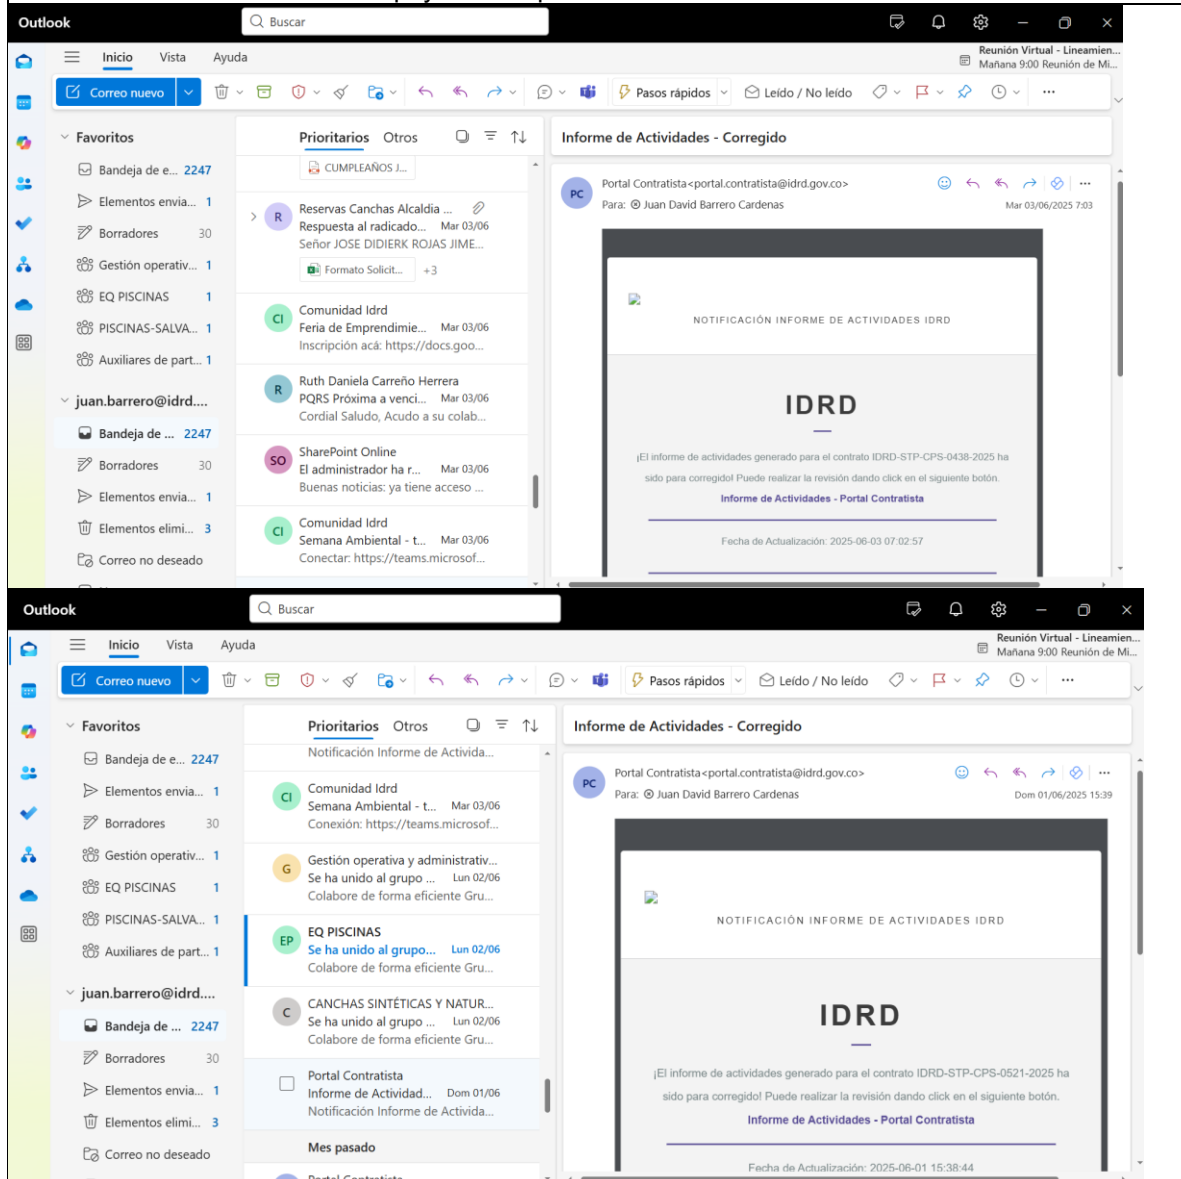 Outlook
Buscar
Inicio
Vista
Ayuda
Reunión Virtual - Lineamien...
Mañana 9:00 Reunión de Mi...
Correo nuevo
Pasos rápidos
Leído / No leído
Favoritos
Bandeja de e... 2247
Elementos envia... 1
Borradores 30
Gestión operativ... 1
EQ PISCINAS 1
PISCINAS-SALVA... 1
Auxiliares de part... 1
juan.barrero@idrd....
Bandeja de ... 2247
Borradores 30
Elementos envia... 1
Elementos elimi... 3
Correo no deseado
Prioritarios Otros
CUMPLEAÑOS J...
R
Reservas Canchas Alcaldia ...
Respuesta al radicado... Mar 03/06
Señor JOSE DIDIERK ROJAS JIME...
Formato Solicit... +3
CI
Comunidad Idrd
Feria de Emprendimie... Mar 03/06
Inscripción acá: https://docs.goo...
R
Ruth Daniela Carreño Herrera
PQRS Próxima a venci... Mar 03/06
Cordial Saludo, Acudo a su colab...
SO
SharePoint Online
El administrador ha r... Mar 03/06
Buenas noticias: ya tiene acceso ...
CI
Comunidad Idrd
Semana Ambiental - t... Mar 03/06
Conectar: https://teams.microsof...
Informe de Actividades - Corregido
PC
Portal Contratista<portal.contratista@idrd.gov.co>
Para: Juan David Barrero Cardenas
Mar 03/06/2025 7:03
NOTIFICACIÓN INFORME DE ACTIVIDADES IDRD
IDRD
¡El informe de actividades generado para el contrato IDRD-STP-CPS-0438-2025 ha
sido para corregido! Puede realizar la revisión dando click en el siguiente botón.
Informe de Actividades - Portal Contratista
Fecha de Actualización: 2025-06-03 07:02:57
Outlook
Buscar
Inicio
Vista
Ayuda
Reunión Virtual - Lineamien...
Mañana 9:00 Reunión de Mi...
Correo nuevo
Pasos rápidos
Leído / No leído
Favoritos
Bandeja de e... 2247
Elementos envia... 1
Borradores 30
Gestión operativ... 1
EQ PISCINAS 1
PISCINAS-SALVA... 1
Auxiliares de part... 1
juan.barrero@idrd....
Bandeja de ... 2247
Borradores 30
Elementos envia... 1
Elementos elimi... 3
Correo no deseado
Prioritarios Otros
Notificación Informe de Activida...
CI
Comunidad Idrd
Semana Ambiental - t... Mar 03/06
Conexión: https://teams.microsof...
G
Gestión operativa y administrativ...
Se ha unido al grupo ... Lun 02/06
Colabore de forma eficiente Gru...
EP
EQ PISCINAS
Se ha unido al grupo... Lun 02/06
Colabore de forma eficiente Gru...
C
CANCHAS SINTÉTICAS Y NATUR...
Se ha unido al grupo ... Lun 02/06
Colabore de forma eficiente Gru...
Portal Contratista
Informe de Actividad... Dom 01/06
Notificación Informe de Activida...
Mes pasado
Portal Contratista
Informe de Actividades - Corregido
PC
Portal Contratista<portal.contratista@idrd.gov.co>
Para: Juan David Barrero Cardenas
Dom 01/06/2025 15:39
NOTIFICACIÓN INFORME DE ACTIVIDADES IDRD
IDRD
¡El informe de actividades generado para el contrato IDRD-STP-CPS-0521-2025 ha
sido para corregido! Puede realizar la revisión dando click en el siguiente botón.
Informe de Actividades - Portal Contratista
Fecha de Actualización: 2025-06-01 15:38:44